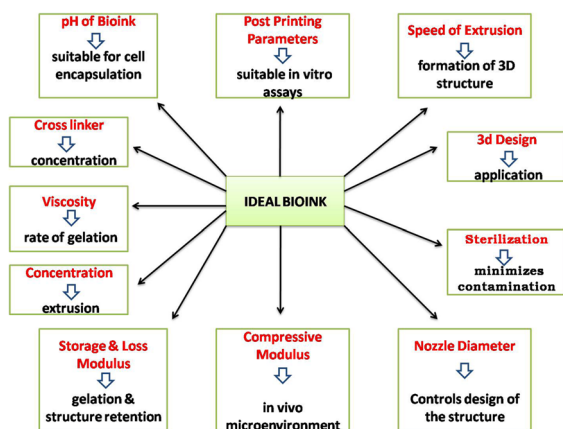 pH of Bioink
suitable for cell
encapsulation
Post Printing
Parameters
suitable in vitro
assays
Speed of Extrusion
formation of 3D
structure
Cross linker
concentration
3d Design
application
Viscosity
rate of gelation
IDEAL BIOINK
Sterilization
minimizes
contamination
Concentration
extrusion
Storage & Loss
Modulus
gelation &
structure retention
Compressive
Modulus
in vivo
microenvironment
Nozzle Diameter
Controls design of
the structure